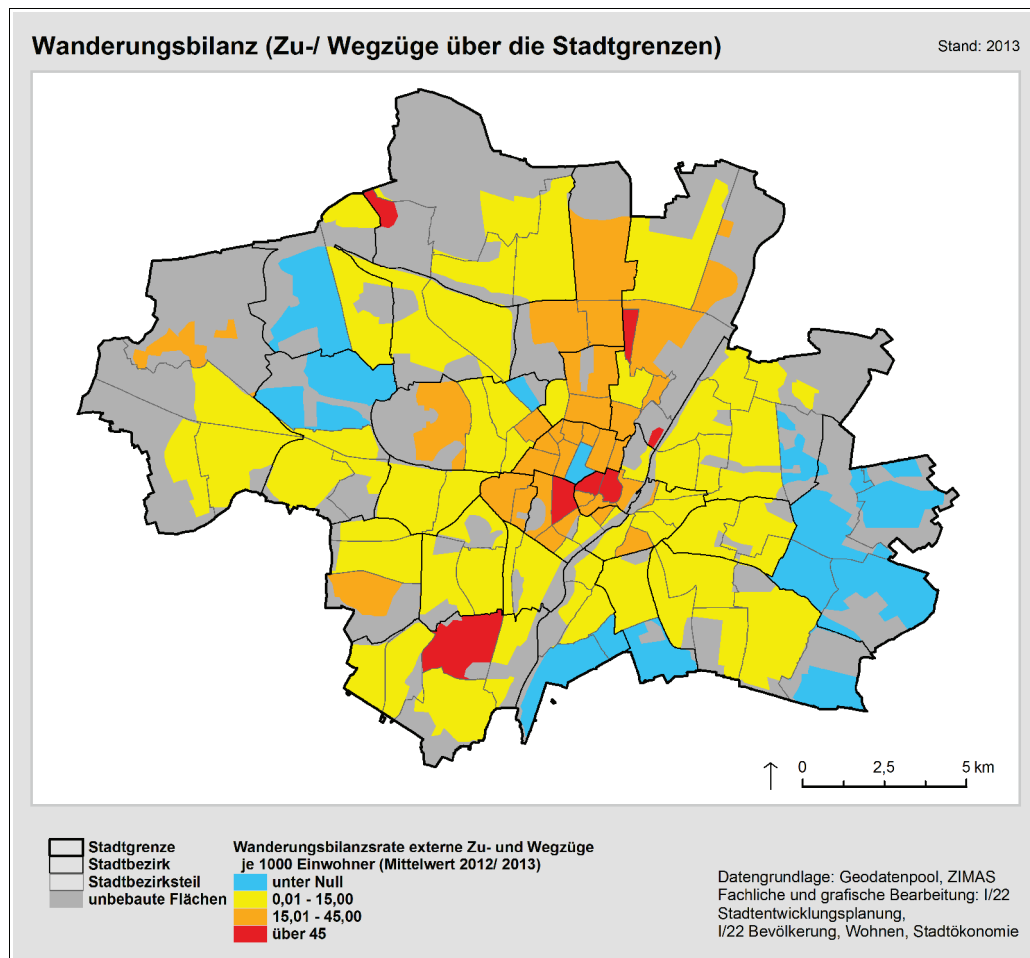 Wanderungsbilanz (Zu-/ Wegzüge über die Stadtgrenzen)
Stand: 2013
0 2,5 5 km
Stadtgrenze
Stadtbezirk
Stadtbezirksteil
unbebaute Flächen
Wanderungsbilanzsrate externe Zu- und Wegzüge
je 1000 Einwohner (Mittelwert 2012/ 2013)
unter Null
0,01 - 15,00
15,01 - 45,00
über 45
Datengrundlage: Geodatenpool, ZIMAS
Fachliche und grafische Bearbeitung: I/22
Stadtentwicklungsplanung,
I/22 Bevölkerung, Wohnen, Stadtökonomie